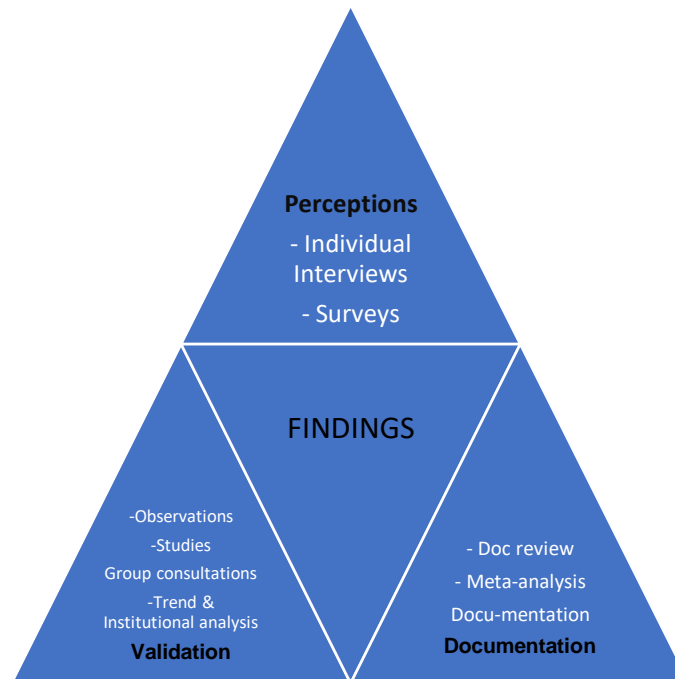 Perceptions
- Individual
Interviews
- Surveys
FINDINGS
-Observations
-Studies
Group consultations
-Trend &
Institutional analysis
Validation
- Doc review
- Meta-analysis
Docu-mentation
Documentation